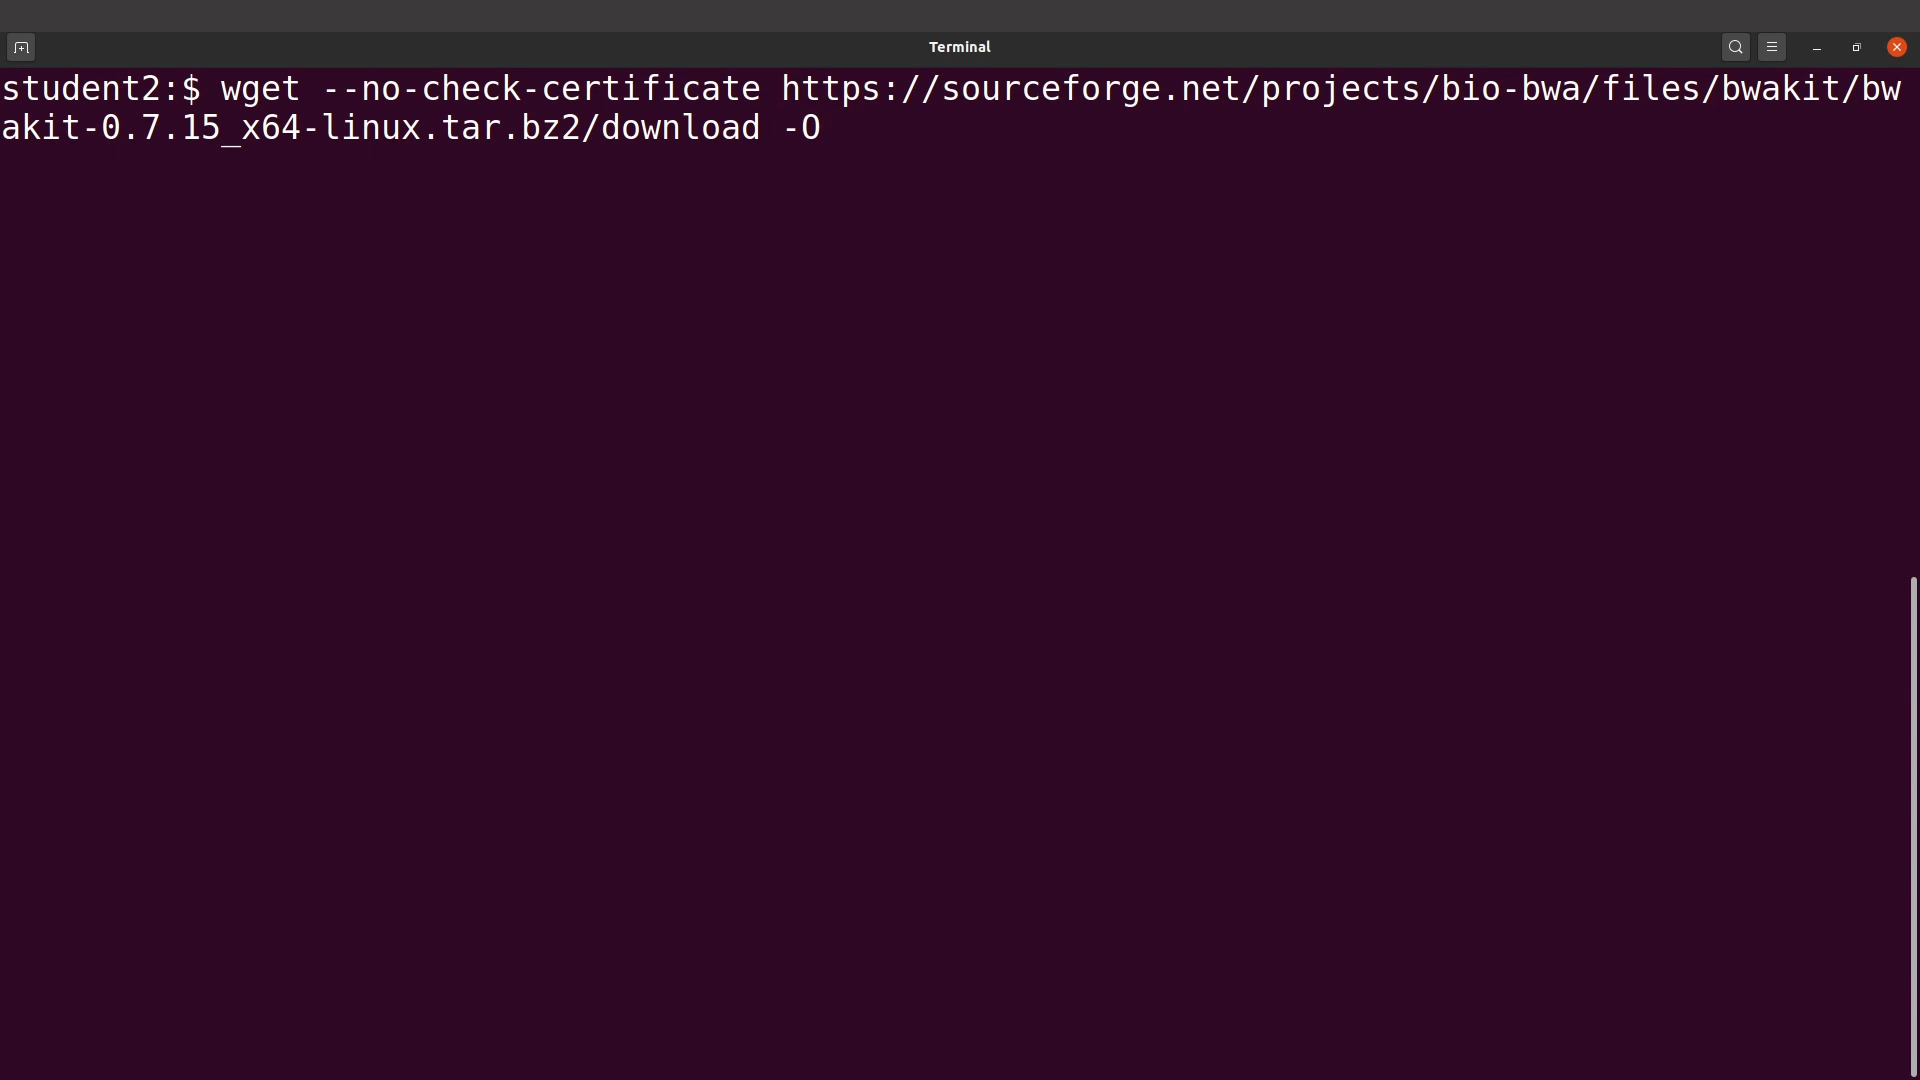 Terminal
student2:$ wget --no-check-certificate https://sourceforge.net/projects/bio-bwa/files/bwakit/bw
akit-0.7.15_x64-linux.tar.bz2/download -O